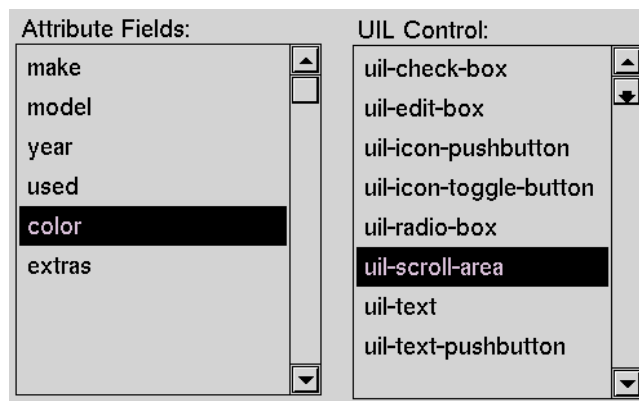 Attribute Fields:
make
model
year
used
color
extras
UIL Control:
uil-check-box
uil-edit-box
uil-icon-pushbutton
uil-icon-toggle-button
uil-radio-box
uil-scroll-area
uil-text
uil-text-pushbutton